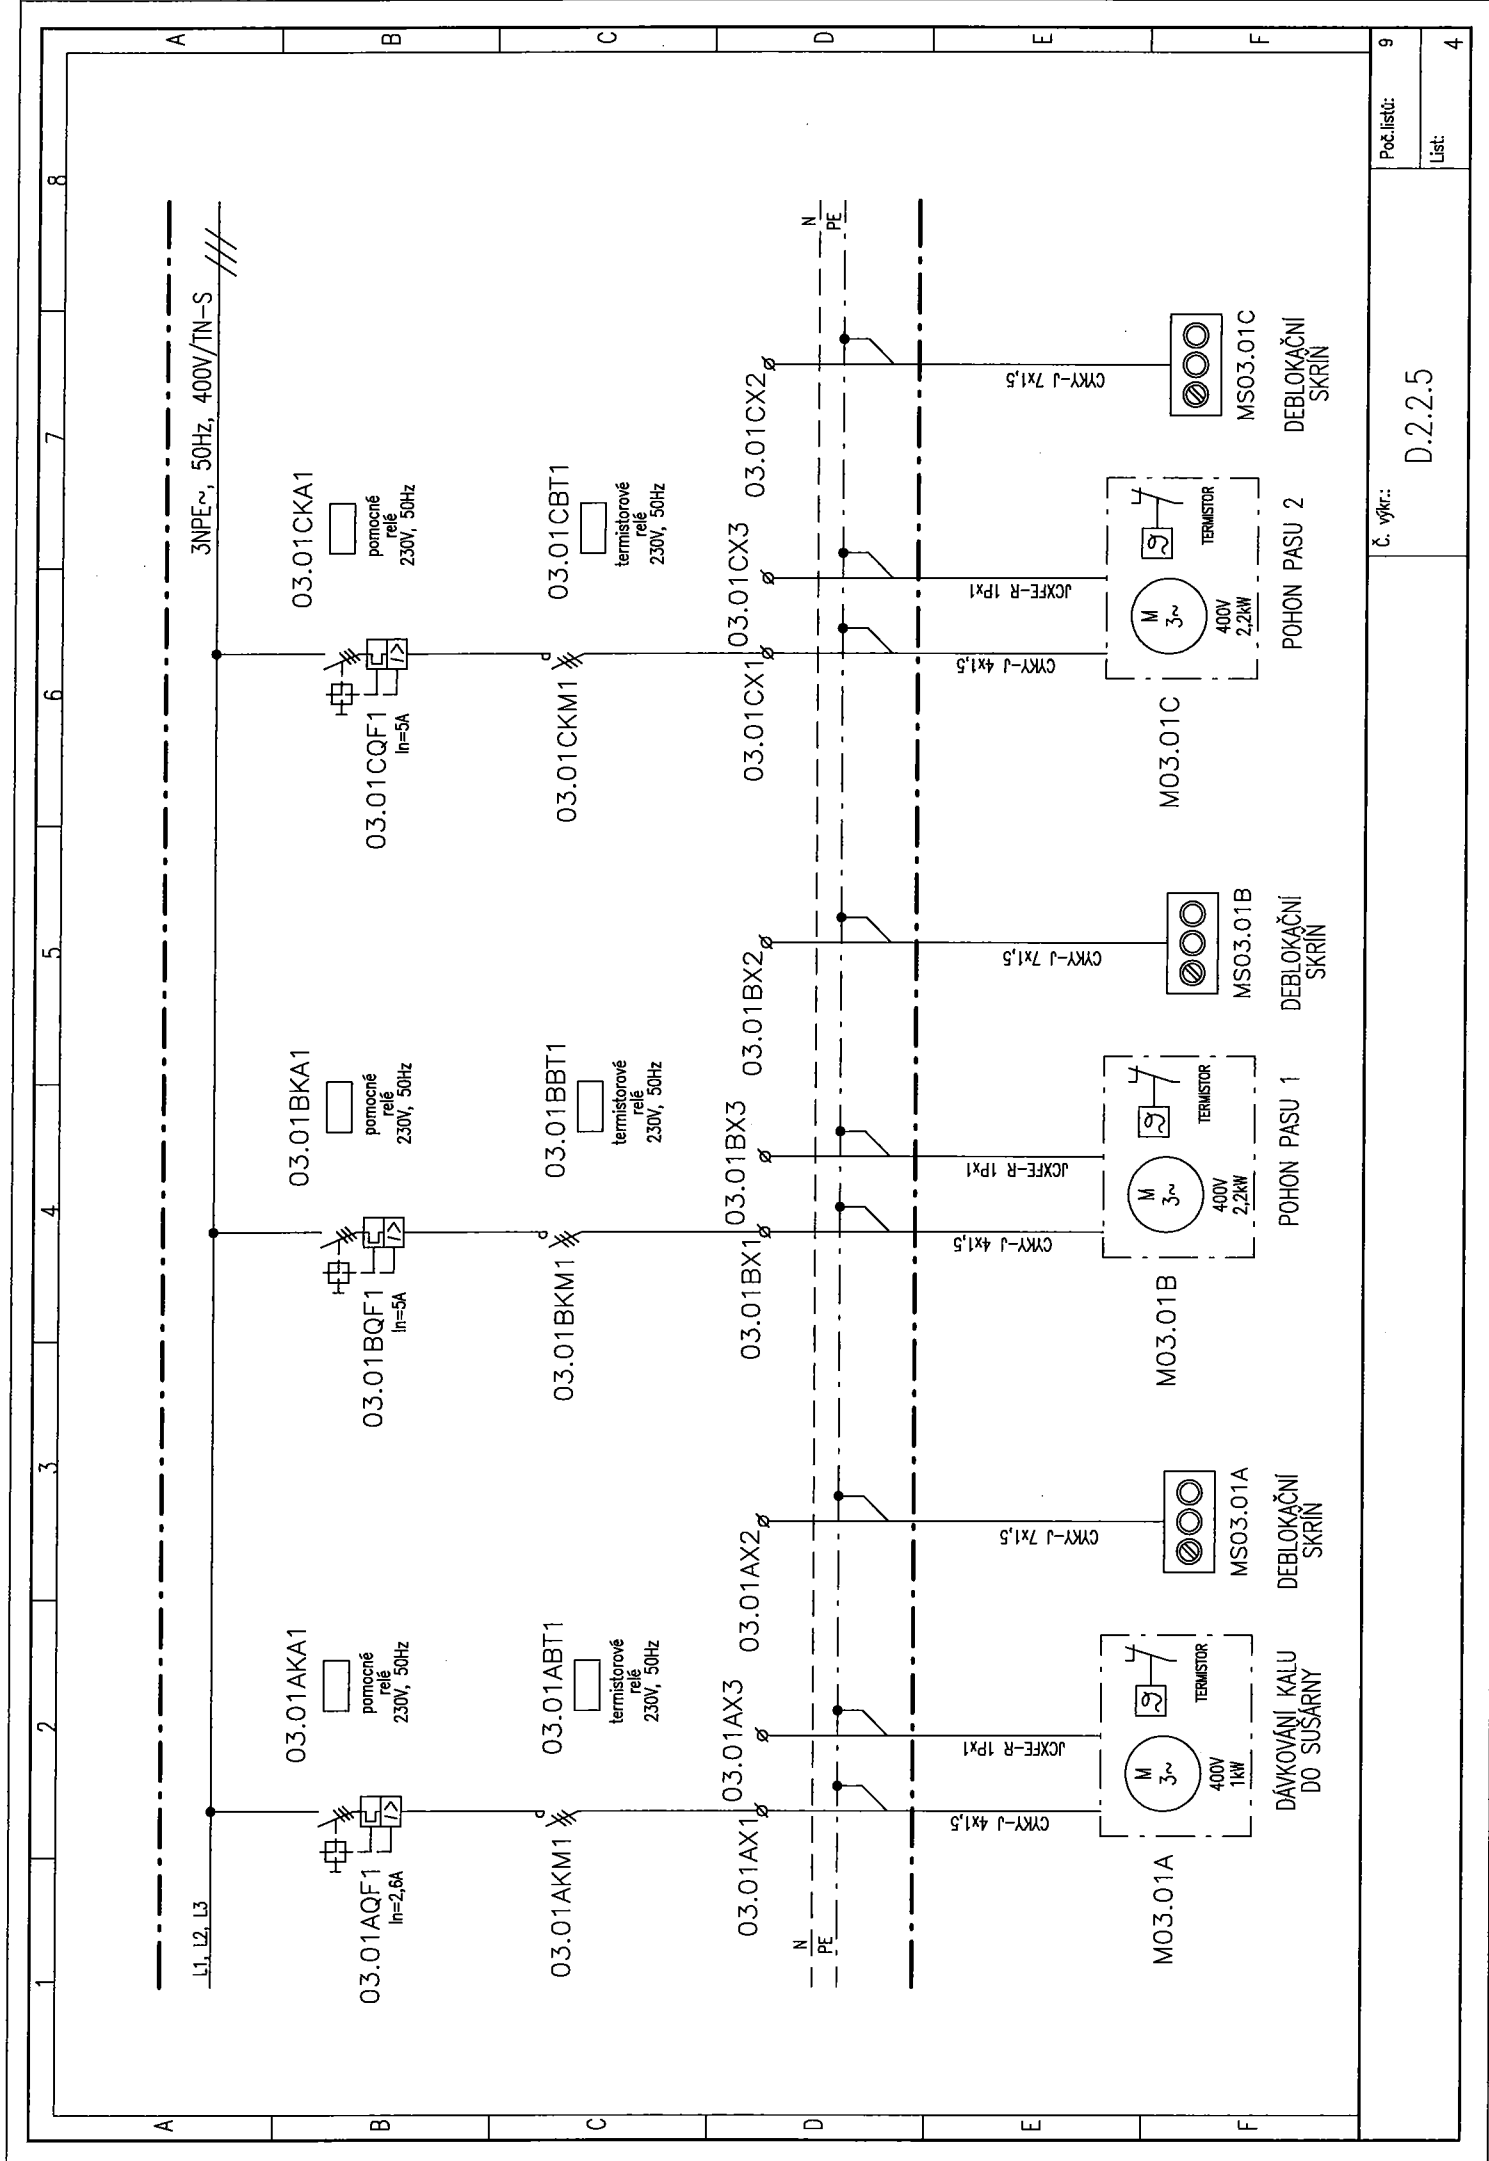 1 2 3 4 5 6 7 8
A
B
C
D
E
F
A
B
C
D
E
F
L1, L2, L3
3NPE~, 50Hz, 400V/TN-S
03.01AKA1
pomocné
relé
230V, 50Hz
03.01AQF1
In=2,6A
I>
03.01ABT1
termistorové
relé
230V, 50Hz
03.01AKM1
03.01AX1
03.01AX3
03.01AX2
N
PE
CYKY-J 4x1,5
JCXFE-R 1Px1
CYKY-J 7x1,5
M03.01A
M
3~
400V
1kW
TERMISTOR
DÁVKOVÁNÍ KALU
DO SUŠÁRNY
MS03.01A
DEBLOKAČNÍ
SKŘÍŇ
03.01BKA1
pomocné
relé
230V, 50Hz
03.01BQF1
In=5A
I>
03.01BBT1
termistorové
relé
230V, 50Hz
03.01BKM1
03.01BX1
03.01BX3
03.01BX2
CYKY-J 4x1,5
JCXFE-R 1Px1
CYKY-J 7x1,5
M03.01B
M
3~
400V
2,2kW
TERMISTOR
POHON PASU 1
MS03.01B
DEBLOKAČNÍ
SKŘÍŇ
03.01CKA1
pomocné
relé
230V, 50Hz
03.01CQF1
In=5A
I>
03.01CBT1
termistorové
relé
230V, 50Hz
03.01CKM1
03.01CX1
03.01CX3
03.01CX2
N
PE
CYKY-J 4x1,5
JCXFE-R 1Px1
CYKY-J 7x1,5
M03.01C
M
3~
400V
2,2kW
TERMISTOR
POHON PASU 2
MS03.01C
DEBLOKAČNÍ
SKŘÍŇ
Č. výkr.:
D.2.2.5
Poč.listů: 9
List: 4